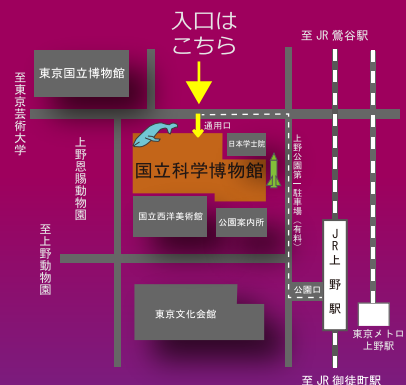 入口は
こちら
至 JR 鶯谷駅
東京国立博物館
至東京芸術大学
通用口
日本学士院
上野恩賜動物園
国立科学博物館
上野公園第一駐車場（有料）
国立西洋美術館
公園案内所
至上野動物園
JR上野駅
公園口
東京文化会館
東京メトロ
上野駅
至 JR 御徒町駅